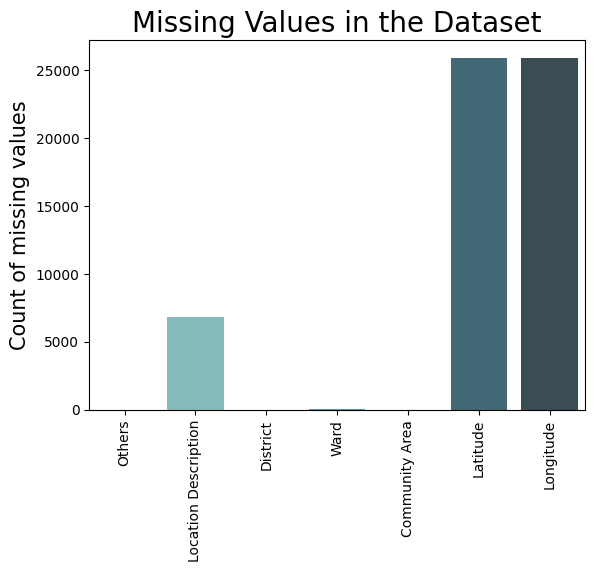 Missing Values in the Dataset
Count of missing values
25000
20000
15000
10000
5000
0
Others
Location Description
District
Ward
Community Area
Latitude
Longitude